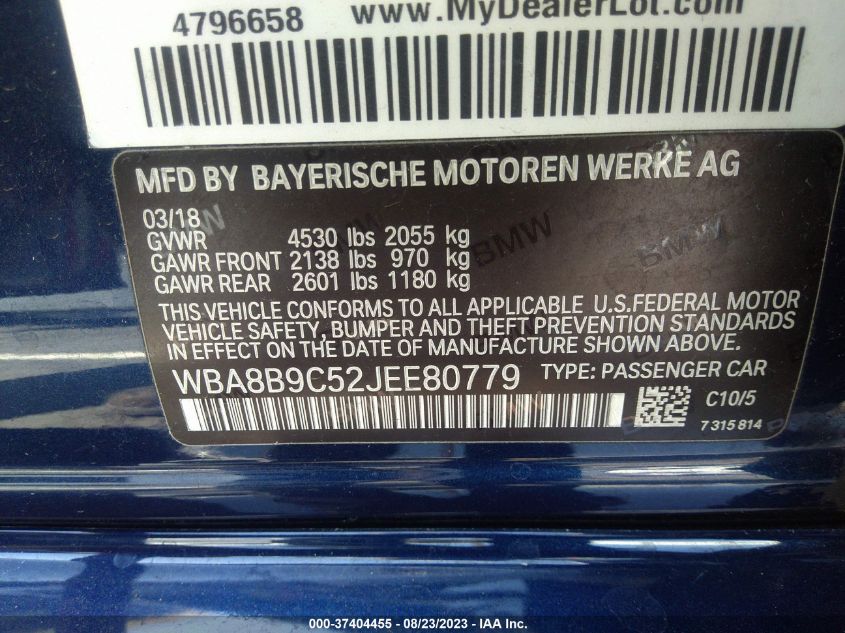 4796658 www.MyDealerLot.com
MFD BY BAYERISCHE MOTOREN WERKE AG
03/18
GVWR 4530 lbs 2055 kg
GAWR FRONT 2138 lbs 970 kg
GAWR REAR 2601 lbs 1180 kg
THIS VEHICLE CONFORMS TO ALL APPLICABLE U.S.FEDERAL MOTOR
VEHICLE SAFETY, BUMPER AND THEFT PREVENTION STANDARDS
IN EFFECT ON THE DATE OF MANUFACTURE SHOWN ABOVE.
WBA8B9C52JEE80779 TYPE: PASSENGER CAR
C10/5
7 315 814
BMW
BMW
BMW
000-37404455 - 08/23/2023 - IAA Inc.